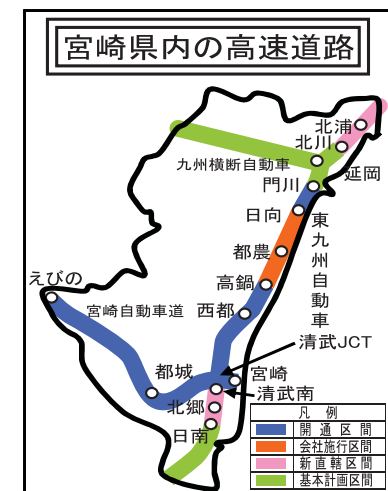 宮崎県内の高速道路
北浦
北川
九州横断自動車
延岡
門川
日向
東九州自動車
都農
高鍋
えびの
宮崎自動車道
西都
清武JCT
都城
宮崎
清武南
北郷
日南
凡例
開通区間
会社施行区間
新直轄区間
基本計画区間